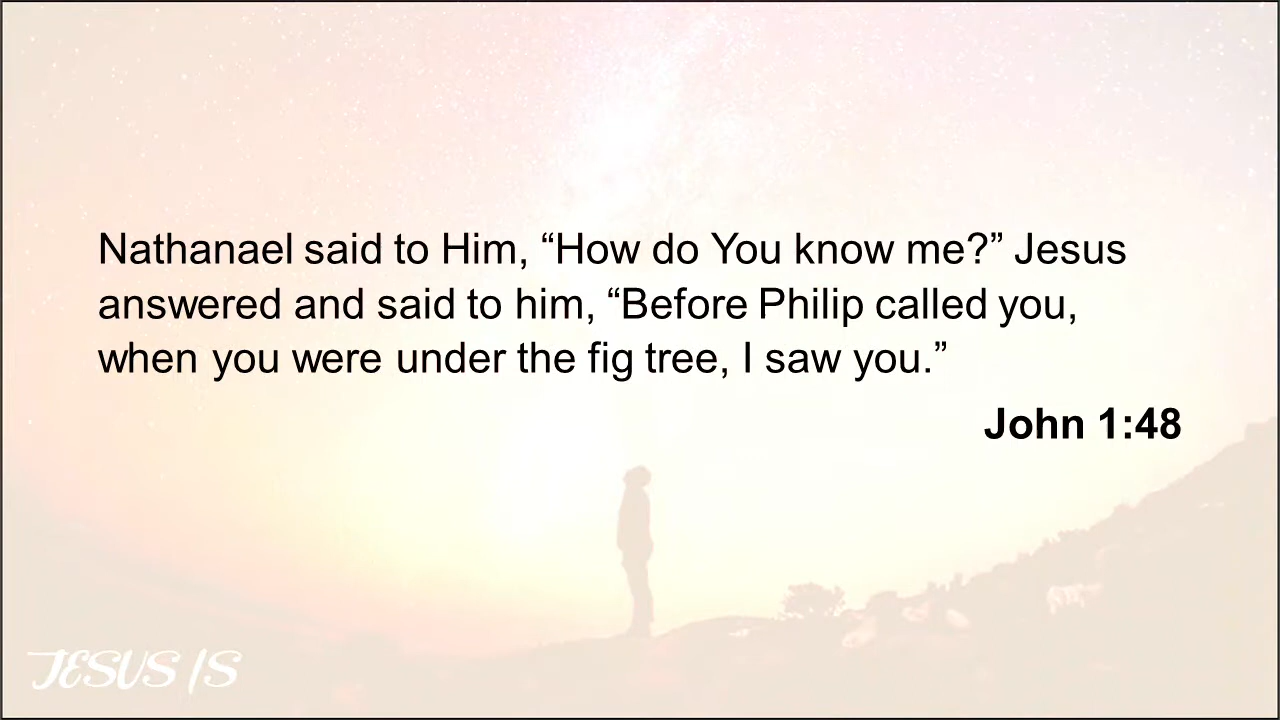 Nathanael said to Him, “How do You know me?” Jesus
answered and said to him, “Before Philip called you,
when you were under the fig tree, I saw you.”
John 1:48
JESUS IS